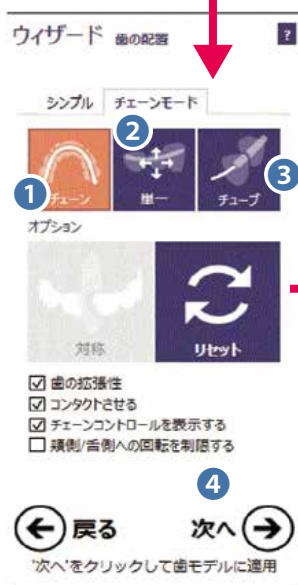 ウィザード 歯の配置 ?
シンプル チェーンモード
1 チェーン 2 単一 3 チューブ
オプション
対称 リセット
歯の拡張性
コンタクトさせる
チェーンコントロールを表示する
頬側/舌側への回転を制限する
4
戻る 次へ
'次へ'をクリックして歯モデルに適用